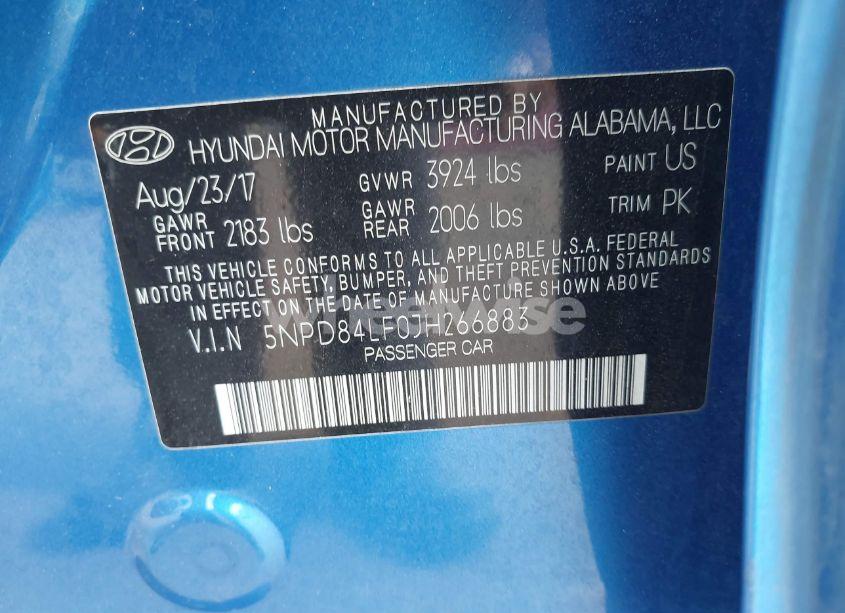 MANUFACTURED BY
HYUNDAI MOTOR MANUFACTURING ALABAMA, LLC
Aug/23/17 GVWR 3924 lbs PAINT US
GAWR FRONT 2183 lbs GAWR REAR 2006 lbs TRIM PK
THIS VEHICLE CONFORMS TO ALL APPLICABLE U.S.A. FEDERAL
MOTOR VEHICLE SAFETY, BUMPER, AND THEFT PREVENTION STANDARDS
IN EFFECT ON THE DATE OF MANUFACTURE SHOWN ABOVE
V.I.N 5NPD84LF0JH266883
PASSENGER CAR